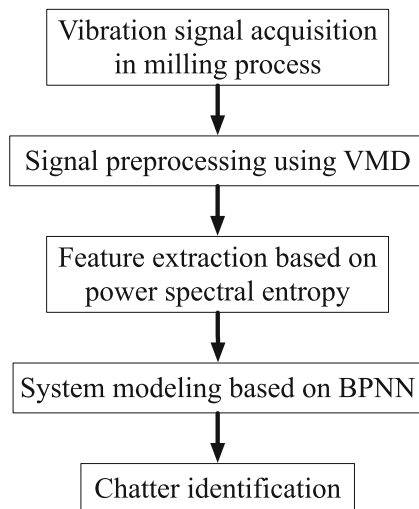 Vibration signal acquisition
in milling process
Signal preprocessing using VMD
Feature extraction based on
power spectral entropy
System modeling based on BPNN
Chatter identification